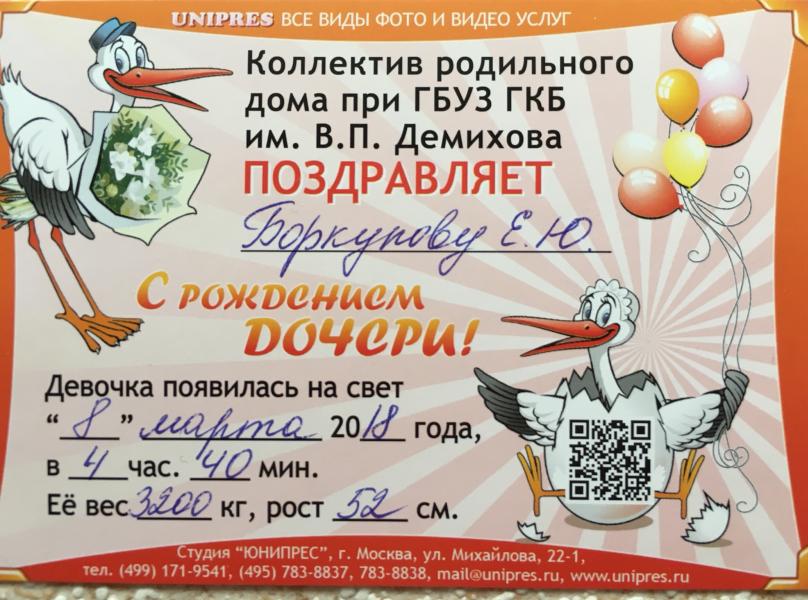 UNIPRES ВСЕ ВИДЫ ФОТО И ВИДЕО УСЛУГ
Коллектив родильного
дома при ГБУЗ ГКБ
им. В.П. Демихова
ПОЗДРАВЛЯЕТ
Боркунову Е.Ю.
С РОЖДЕНИЕМ
ДОЧЕРИ!
Девочка появилась на свет
“8” марта 2018 года,
в 4 час. 40 мин.
Её вес 3200 кг, рост 52 см.
Студия “ЮНИПРЕС”, г. Москва, ул. Михайлова, 22-1,
тел. (499) 171-9541, (495) 783-8837, 783-8838, mail@unipres.ru, www.unipres.ru